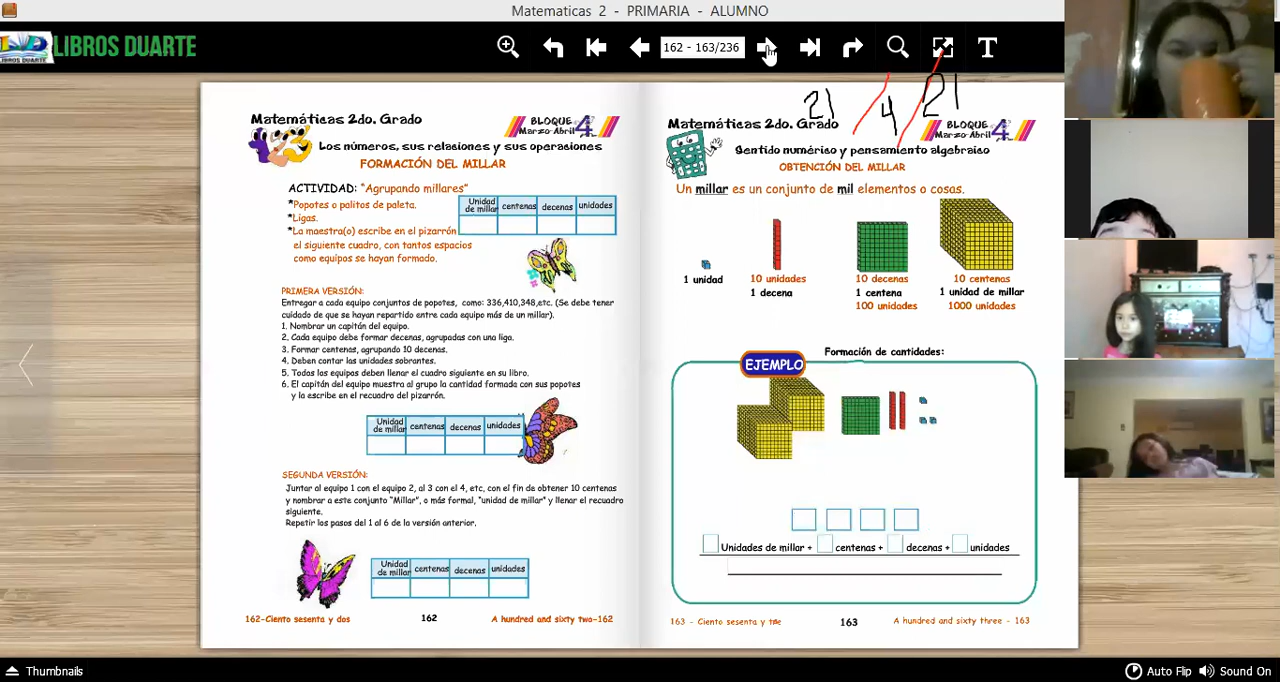 Matematicas 2 - PRIMARIA - ALUMNO
LIBROS DUARTE
162 - 163/236
T
21 / 4 / 21
Matemáticas 2do. Grado
BLOQUE 4
Marzo Abril
Los números, sus relaciones y sus operaciones
FORMACIÓN DEL MILLAR
ACTIVIDAD: "Agrupando millares"
*Popotes o palitos de paleta.
*Ligas.
*La maestra(o) escribe en el pizarrón
el siguiente cuadro, con tantos espacios
como equipos se hayan formado.
Unidad de millar centenas decenas unidades
PRIMERA VERSIÓN:
Entregar a cada equipo conjuntos de popotes, como: 336,410,348,etc. (Se debe tener
cuidado de que se hayan repartido entre cada equipo más de un millar).
1. Nombrar un capitán del equipo.
2. Cada equipo debe formar decenas, agrupadas con una liga.
3. Formar centenas, agrupando 10 decenas.
4. Deben contar las unidades sobrantes.
5. Todos los equipos deben llenar el cuadro siguiente en su libro.
6. El capitán del equipo muestra al grupo la cantidad formada con sus popotes
y la escribe en el recuadro del pizarrón.
Unidad de millar centenas decenas unidades
SEGUNDA VERSIÓN:
Juntar al equipo 1 con el equipo 2, al 3 con el 4, etc, con el fin de obtener 10 centenas
y nombrar a este conjunto "Millar", o más formal, "unidad de millar" y llenar el recuadro
siguiente.
Repetir los pasos del 1 al 6 de la versión anterior.
Unidad de millar centenas decenas unidades
162-Ciento sesenta y dos
162
A hundred and sixty two-162
Matemáticas 2do. Grado
BLOQUE 4
Marzo Abril
Sentido numérico y pensamiento algebraico
OBTENCIÓN DEL MILLAR
Un millar es un conjunto de mil elementos o cosas.
1 unidad
10 unidades
1 decena
10 decenas
1 centena
100 unidades
10 centenas
1 unidad de millar
1000 unidades
Formación de cantidades:
EJEMPLO
Unidades de millar + centenas + decenas + unidades
163 - Ciento sesenta y
163
A hundred and sixty three - 163
Thumbnails
Auto Flip
Sound On